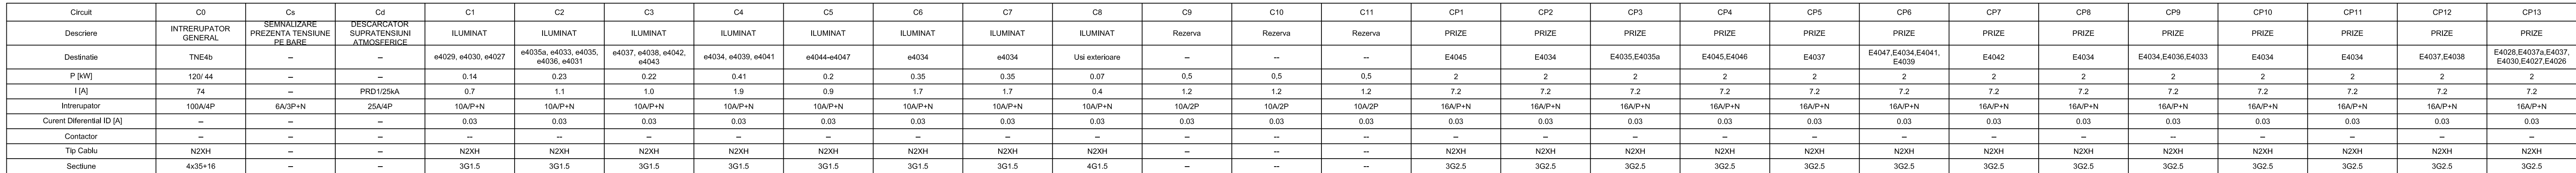 Circuit C0 Cs Cd C1 C2 C3 C4 C5 C6 C7 C8 C9 C10 C11 CP1 CP2 CP3 CP4 CP5 CP6 CP7 CP8 CP9 CP10 CP11 CP12 CP13
Descriere INTRERUPATOR GENERAL SEMNALIZARE PREZENTA TENSIUNE PE BARE DESCARCATOR SUPRATENSIUNI ATMOSFERICE ILUMINAT ILUMINAT ILUMINAT ILUMINAT ILUMINAT ILUMINAT ILUMINAT ILUMINAT Rezerva Rezerva Rezerva PRIZE PRIZE PRIZE PRIZE PRIZE PRIZE PRIZE PRIZE PRIZE PRIZE PRIZE PRIZE PRIZE
Destinatie TNE4b – – e4029, e4030, e4027 e4035a, e4033, e4035, e4036, e4031 e4037, e4038, e4042, e4043 e4034, e4039, e4041 e4044-e4047 e4034 e4034 Usi exterioare -- -- -- E4045 E4034 E4035,E4035a E4045,E4046 E4037 E4047,E4034,E4041, E4039 E4042 E4034 E4034,E4036,E4033 E4034 E4034 E4037,E4038 E4028,E4037a,E4037, E4030,E4027,E4026
P [kW] 120/ 44 – – 0.14 0.23 0.22 0.41 0.2 0.35 0.35 0.07 0,5 0,5 0,5 2 2 2 2 2 2 2 2 2 2 2 2 2
I [A] 74 – PRD1/25kA 0.7 1.1 1.0 1.9 0.9 1.7 1.7 0.4 1.2 1.2 1.2 7.2 7.2 7.2 7.2 7.2 7.2 7.2 7.2 7.2 7.2 7.2 7.2 7.2
Intrerupator 100A/4P 6A/3P+N 25A/4P 10A/P+N 10A/P+N 10A/P+N 10A/P+N 10A/P+N 10A/P+N 10A/P+N 10A/P+N 10A/2P 10A/2P 10A/2P 16A/P+N 16A/P+N 16A/P+N 16A/P+N 16A/P+N 16A/P+N 16A/P+N 16A/P+N 16A/P+N 16A/P+N 16A/P+N 16A/P+N 16A/P+N
Curent Diferential ID [A] – – – 0.03 0.03 0.03 0.03 0.03 0.03 0.03 0.03 0.03 0.03 0.03 0.03 0.03 0.03 0.03 0.03 0.03 0.03 0.03 0.03 0.03 0.03 0.03 0.03
Contactor – – – -- -- – – – – – – – -- -- – – – – – – – – – – – – –
Tip Cablu N2XH – – N2XH N2XH N2XH N2XH N2XH N2XH N2XH N2XH – -- -- N2XH N2XH N2XH N2XH N2XH N2XH N2XH N2XH N2XH N2XH N2XH N2XH N2XH
Sectiune 4x35+16 – – 3G1.5 3G1.5 3G1.5 3G1.5 3G1.5 3G1.5 3G1.5 4G1.5 – -- -- 3G2.5 3G2.5 3G2.5 3G2.5 3G2.5 3G2.5 3G2.5 3G2.5 3G2.5 3G2.5 3G2.5 3G2.5 3G2.5